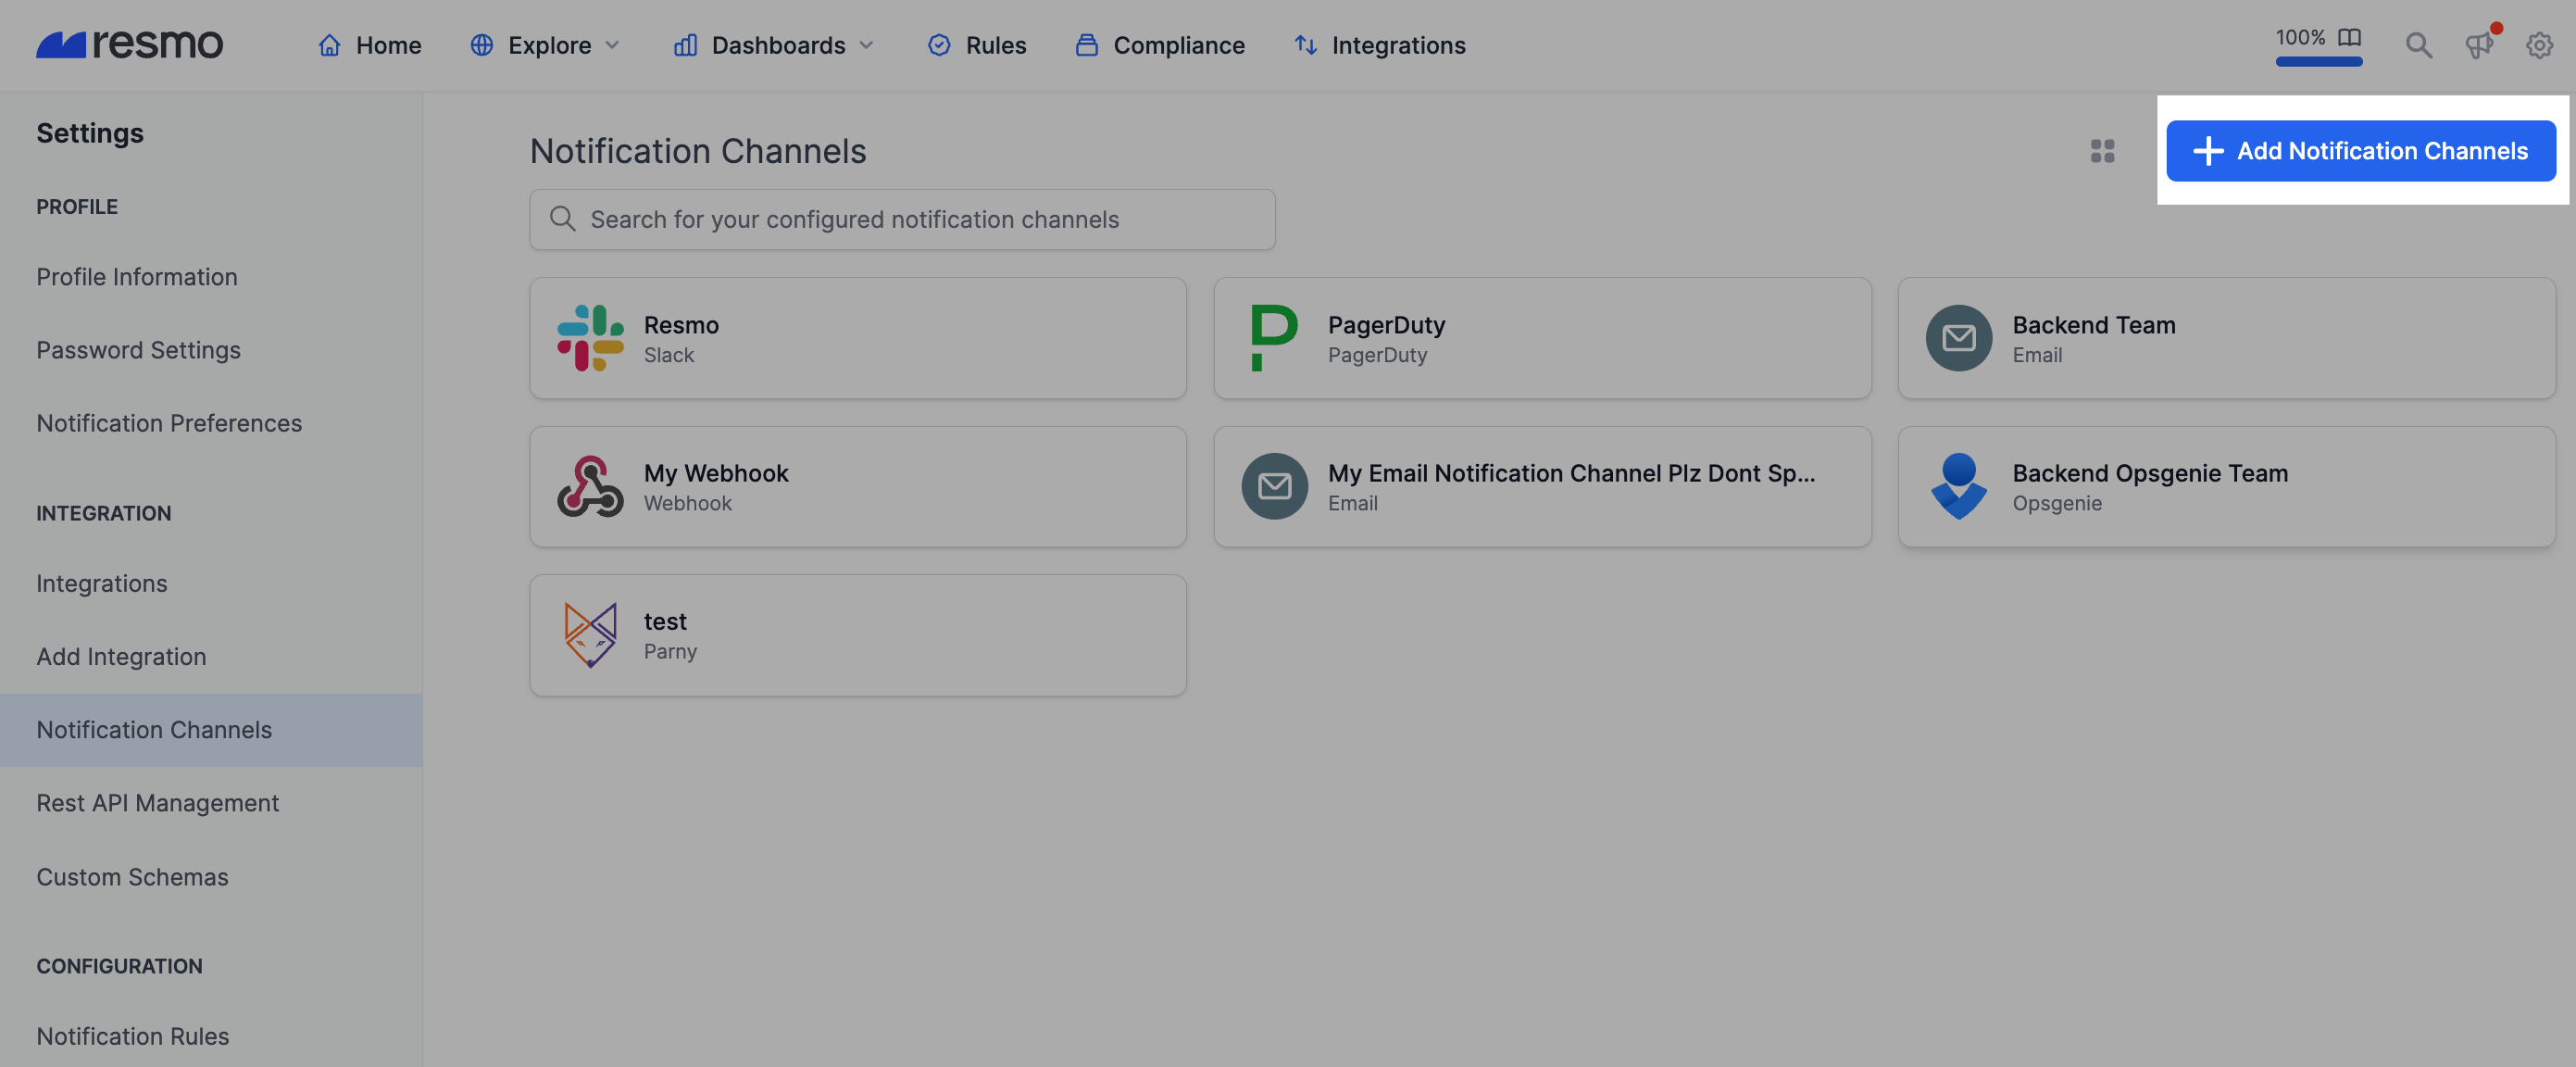 resmo
Home
Explore
Dashboards
Rules
Compliance
Integrations
100%
Settings
PROFILE
Profile Information
Password Settings
Notification Preferences
INTEGRATION
Integrations
Add Integration
Notification Channels
Rest API Management
Custom Schemas
CONFIGURATION
Notification Rules
Notification Channels
Add Notification Channels
Search for your configured notification channels
Resmo
Slack
PagerDuty
PagerDuty
Backend Team
Email
My Webhook
Webhook
My Email Notification Channel Plz Dont Sp...
Email
Backend Opsgenie Team
Opsgenie
test
Parny